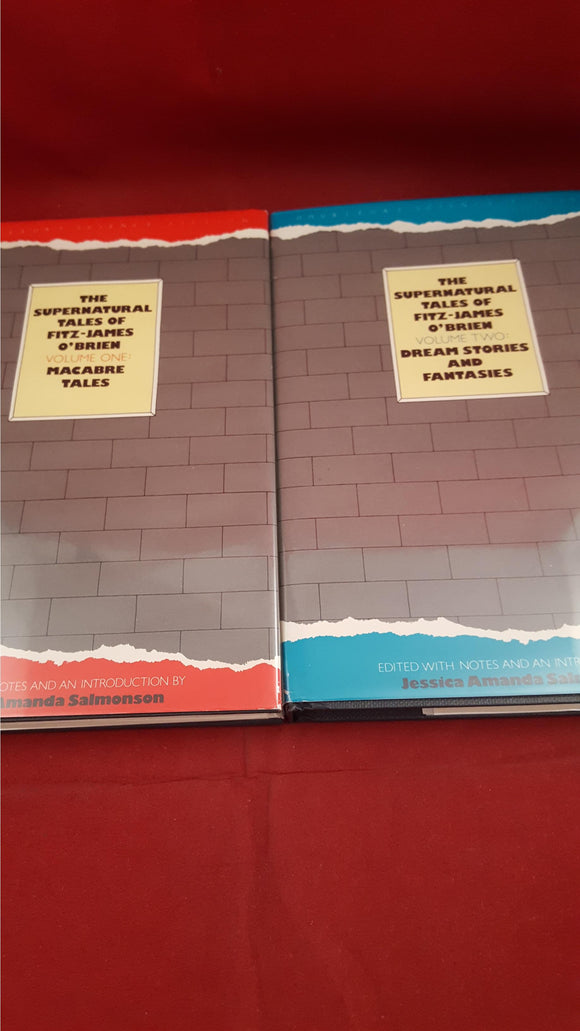 THE
SUPERNATURAL
TALES OF
FITZ-JAMES
O'BRIEN
VOLUME ONE:
MACABRE
TALES
OTES AND AN INTRODUCTION BY
Amanda Salmonson
THE
SUPERNATURAL
TALES OF
FITZ-JAMES
O'BRIEN
VOLUME TWO:
DREAM STORIES
AND
FANTASIES
EDITED WITH NOTES AND AN INTR
Jessica Amanda Sal